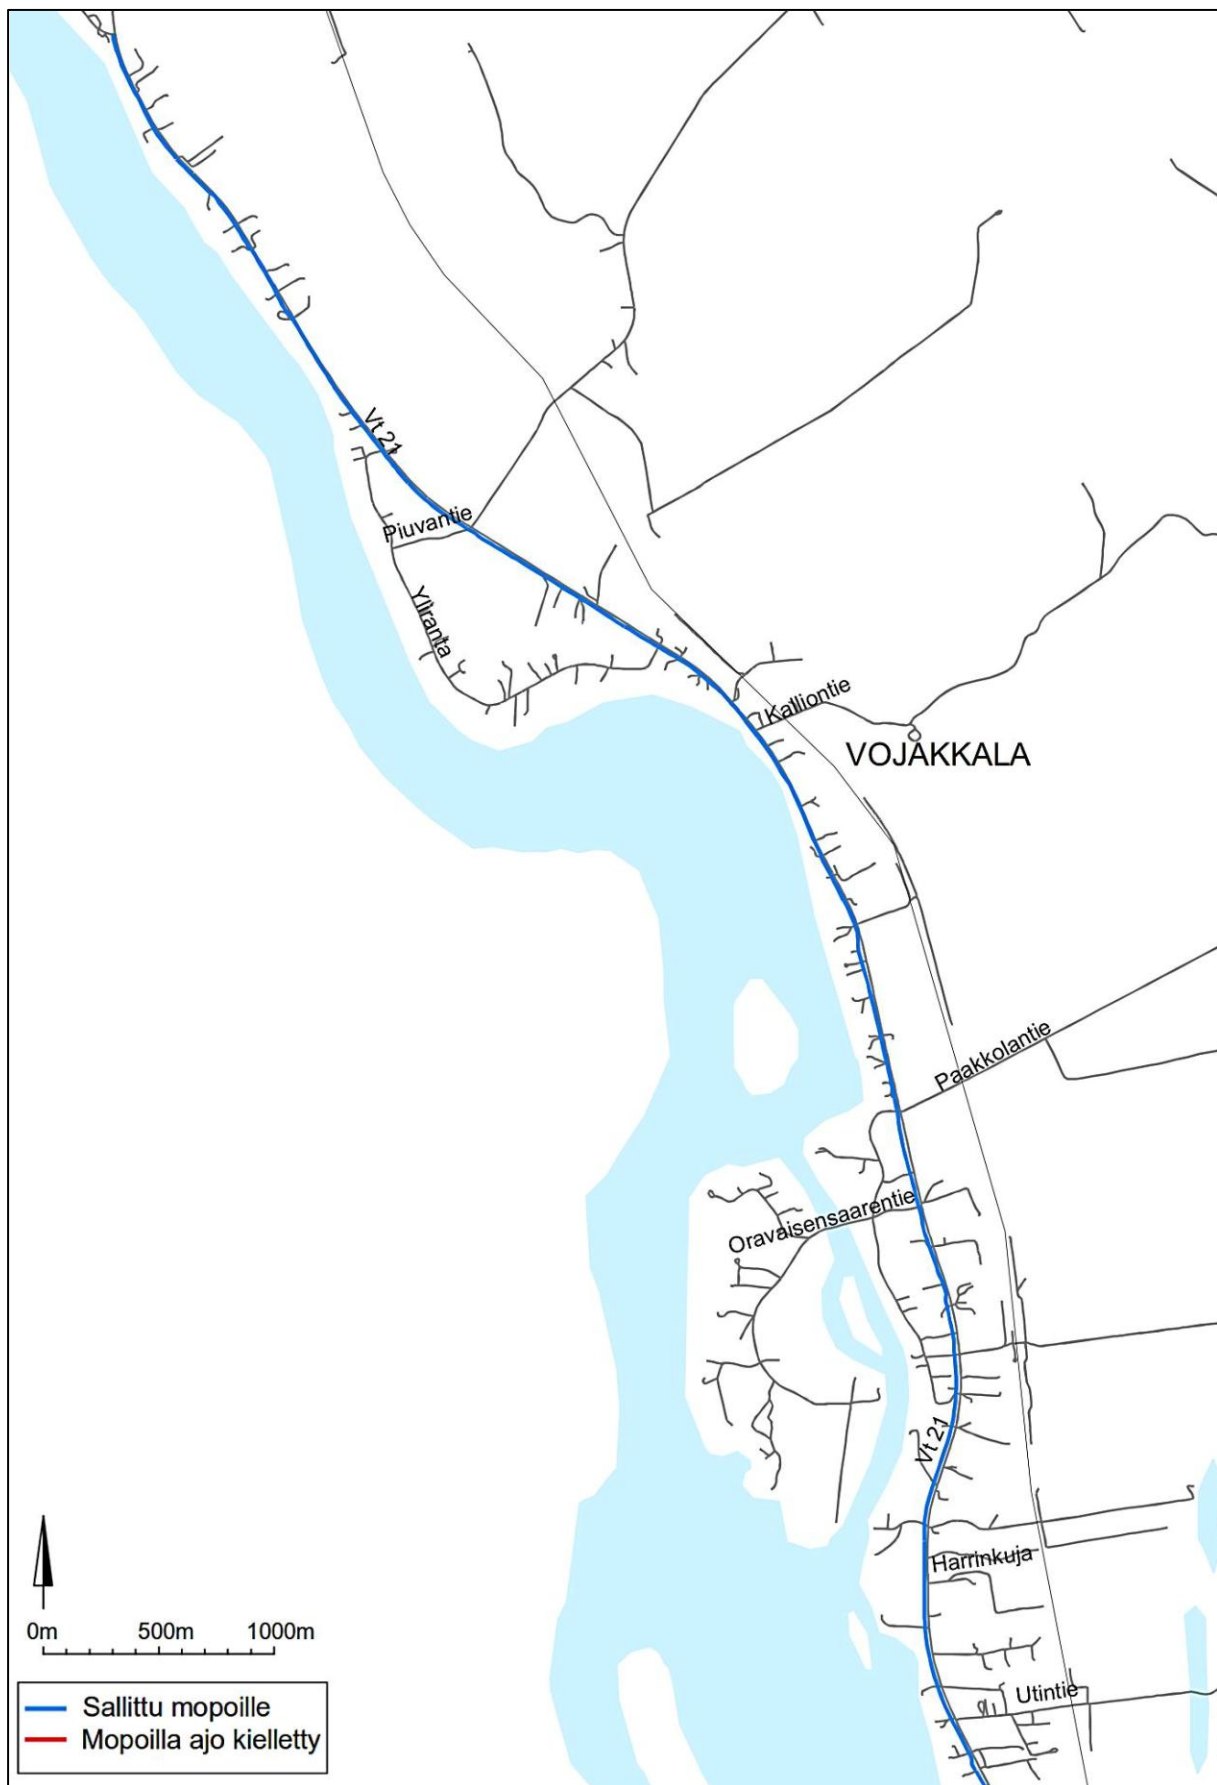 Vt 21
Piuvantie
Yliranta
Kalliontie
VOJAKKALA
Paakkolantie
Oravaisensaarentie
Vt 21
Harrinkuja
Utintie
0m 500m 1000m
Sallittu mopoille
Mopoilla ajo kielletty